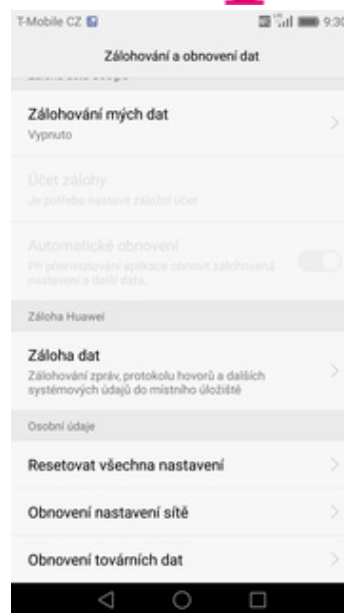 T-Mobile CZ
9:30
Zálohování a obnovení dat
Zálohování mých dat
Vypnuto
Účet zálohy
Je potřeba nastavit záložní účet
Automatické obnovení
Při přeinstalování aplikace obnovit zálohovaná
nastavení a další data.
Záloha Huawei
Záloha dat
Zálohování zpráv, protokolu hovorů a dalších
systémových údajů do místního úložiště
Osobní údaje
Resetovat všechna nastavení
Obnovení nastavení sítě
Obnovení továrních dat